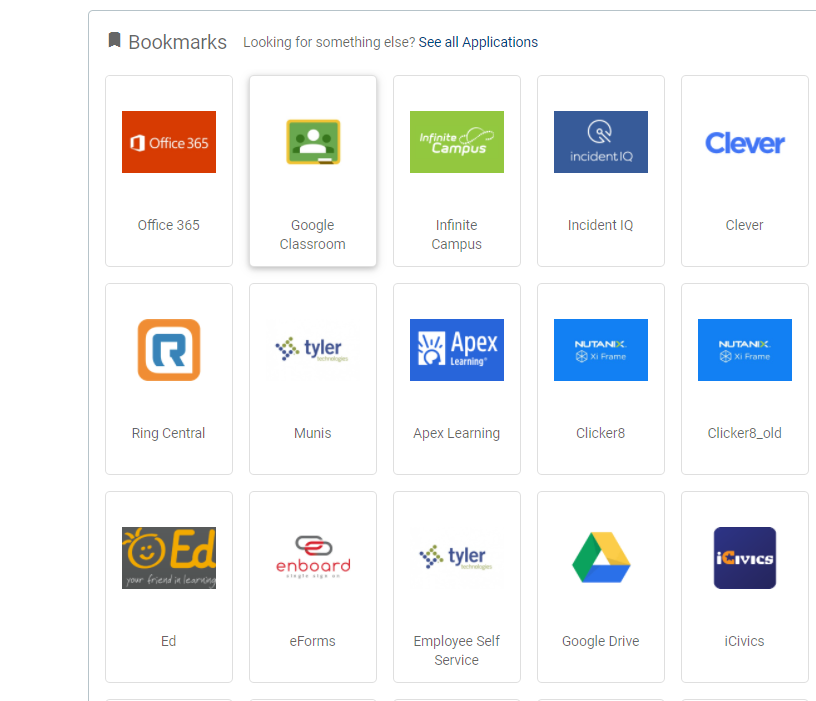 Bookmarks Looking for something else? See all Applications
Office 365
Infinite Campus
incidentIQ
Clever
Office 365
Google Classroom
Infinite Campus
Incident IQ
Clever
R
tyler technologies
Apex Learning
NUTANIX Xi Frame
NUTANIX Xi Frame
Ring Central
Munis
Apex Learning
Clicker8
Clicker8_old
Ed your friend in learning
enboard single sign on
tyler technologies
iCivics
Ed
eForms
Employee Self Service
Google Drive
iCivics